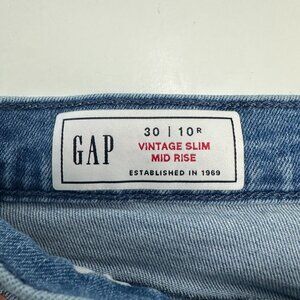 GAP
30 | 10R
VINTAGE SLIM
MID RISE
ESTABLISHED IN 1969